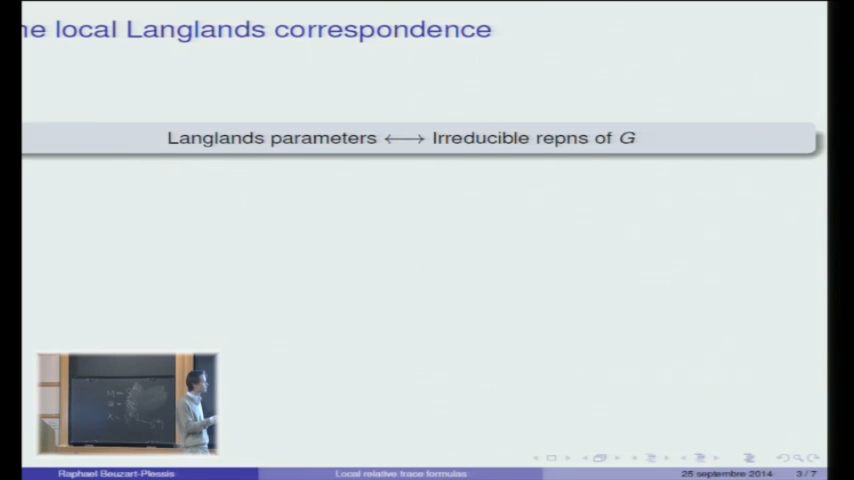 he local Langlands correspondence
Langlands parameters ⟷ Irreducible repns of G
Raphael Beuzart-Plessis
Local relative trace formulas
25 septembre 2014
3 / 7